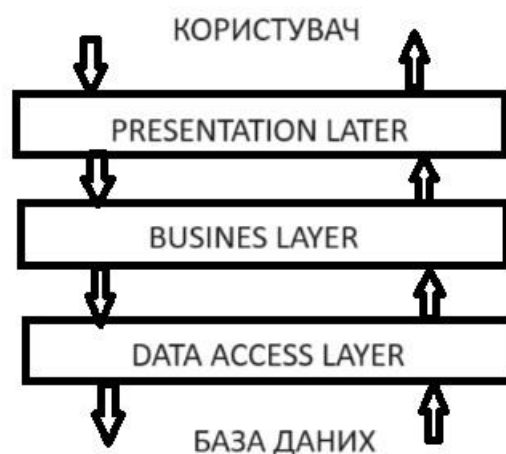 КОРИСТУВАЧ
PRESENTATION LATER
BUSINES LAYER
DATA ACCESS LAYER
БАЗА ДАНИХ